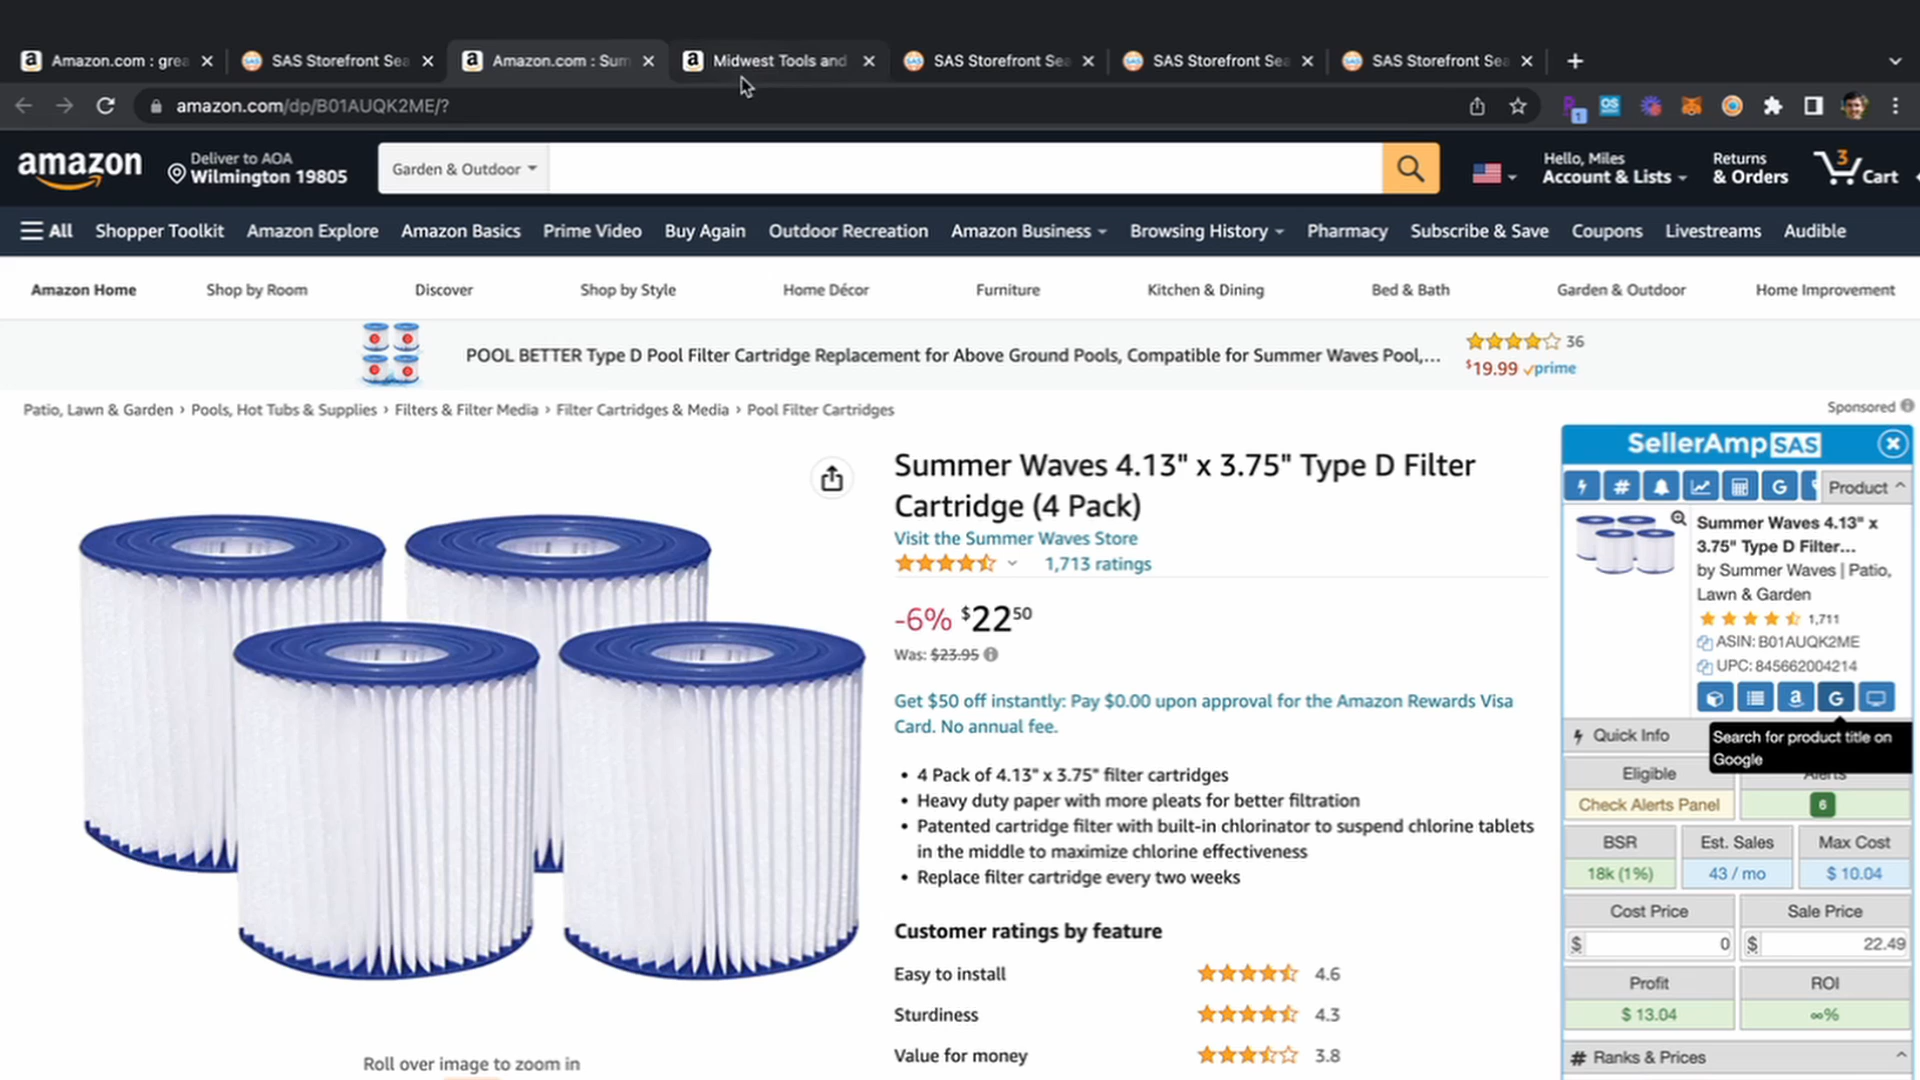 Amazon.com : grea
SAS Storefront Sea
Amazon.com : Sum
Midwest Tools and
SAS Storefront Sea
SAS Storefront Sea
SAS Storefront Sea
amazon.com/dp/B01AUQK2ME/?
OS
1
amazon
Deliver to AOA
Wilmington 19805
Garden & Outdoor
Hello, Miles
Account & Lists
Returns
& Orders
3
Cart
All
Shopper Toolkit
Amazon Explore
Amazon Basics
Prime Video
Buy Again
Outdoor Recreation
Amazon Business
Browsing History
Pharmacy
Subscribe & Save
Coupons
Livestreams
Audible
Amazon Home
Shop by Room
Discover
Shop by Style
Home Décor
Furniture
Kitchen & Dining
Bed & Bath
Garden & Outdoor
Home Improvement
POOL BETTER Type D Pool Filter Cartridge Replacement for Above Ground Pools, Compatible for Summer Waves Pool,...
36
$19.99 prime
Patio, Lawn & Garden › Pools, Hot Tubs & Supplies › Filters & Filter Media › Filter Cartridges & Media › Pool Filter Cartridges
Sponsored
Summer Waves 4.13" x 3.75" Type D Filter
Cartridge (4 Pack)
Visit the Summer Waves Store
1,713 ratings
-6% $22 50
Was: $23.95
Get $50 off instantly: Pay $0.00 upon approval for the Amazon Rewards Visa
Card. No annual fee.
• 4 Pack of 4.13" x 3.75" filter cartridges
• Heavy duty paper with more pleats for better filtration
• Patented cartridge filter with built-in chlorinator to suspend chlorine tablets
in the middle to maximize chlorine effectiveness
• Replace filter cartridge every two weeks
Customer ratings by feature
Easy to install
4.6
Sturdiness
4.3
Value for money
3.8
Roll over image to zoom in
SellerAmp SAS
Product
Summer Waves 4.13" x
3.75" Type D Filter...
by Summer Waves | Patio,
Lawn & Garden
1,711
ASIN: B01AUQK2ME
UPC: 845662004214
Quick Info
Search for product title on
Google
Eligible
Alerts
Check Alerts Panel
6
BSR
Est. Sales
Max Cost
18k (1%)
43 / mo
$ 10.04
Cost Price
Sale Price
$ 0
$ 22.49
Profit
ROI
$ 13.04
∞%
# Ranks & Prices